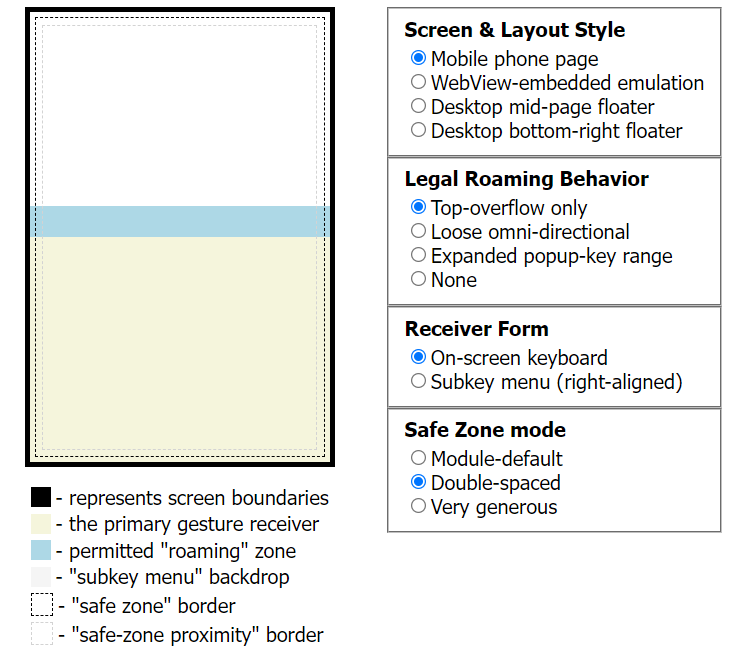 Screen & Layout Style
Mobile phone page
WebView-embedded emulation
Desktop mid-page floater
Desktop bottom-right floater
Legal Roaming Behavior
Top-overflow only
Loose omni-directional
Expanded popup-key range
None
Receiver Form
On-screen keyboard
Subkey menu (right-aligned)
Safe Zone mode
Module-default
Double-spaced
Very generous
- represents screen boundaries
- the primary gesture receiver
- permitted "roaming" zone
- "subkey menu" backdrop
- "safe zone" border
- "safe-zone proximity" border